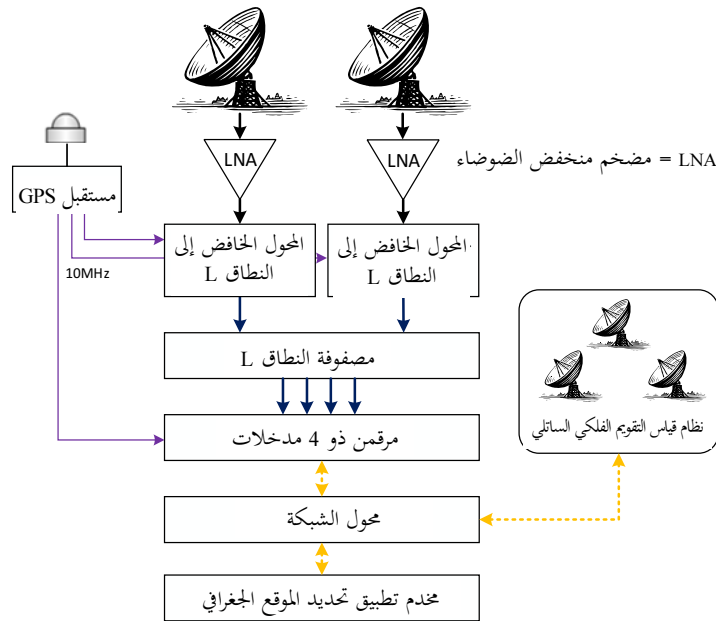 LNA
LNA
LNA = مضخم منخفض الضوضاء
مستقبل GPS
المحول الخافض إلى
النطاق L
المحول الخافض إلى
النطاق L
10MHz
مصفوفة النطاق L
نظام قياس التقويم الفلكي الساتلي
مرقمن ذو 4 مدخلات
محول الشبكة
مخدم تطبيق تحديد الموقع الجغرافي